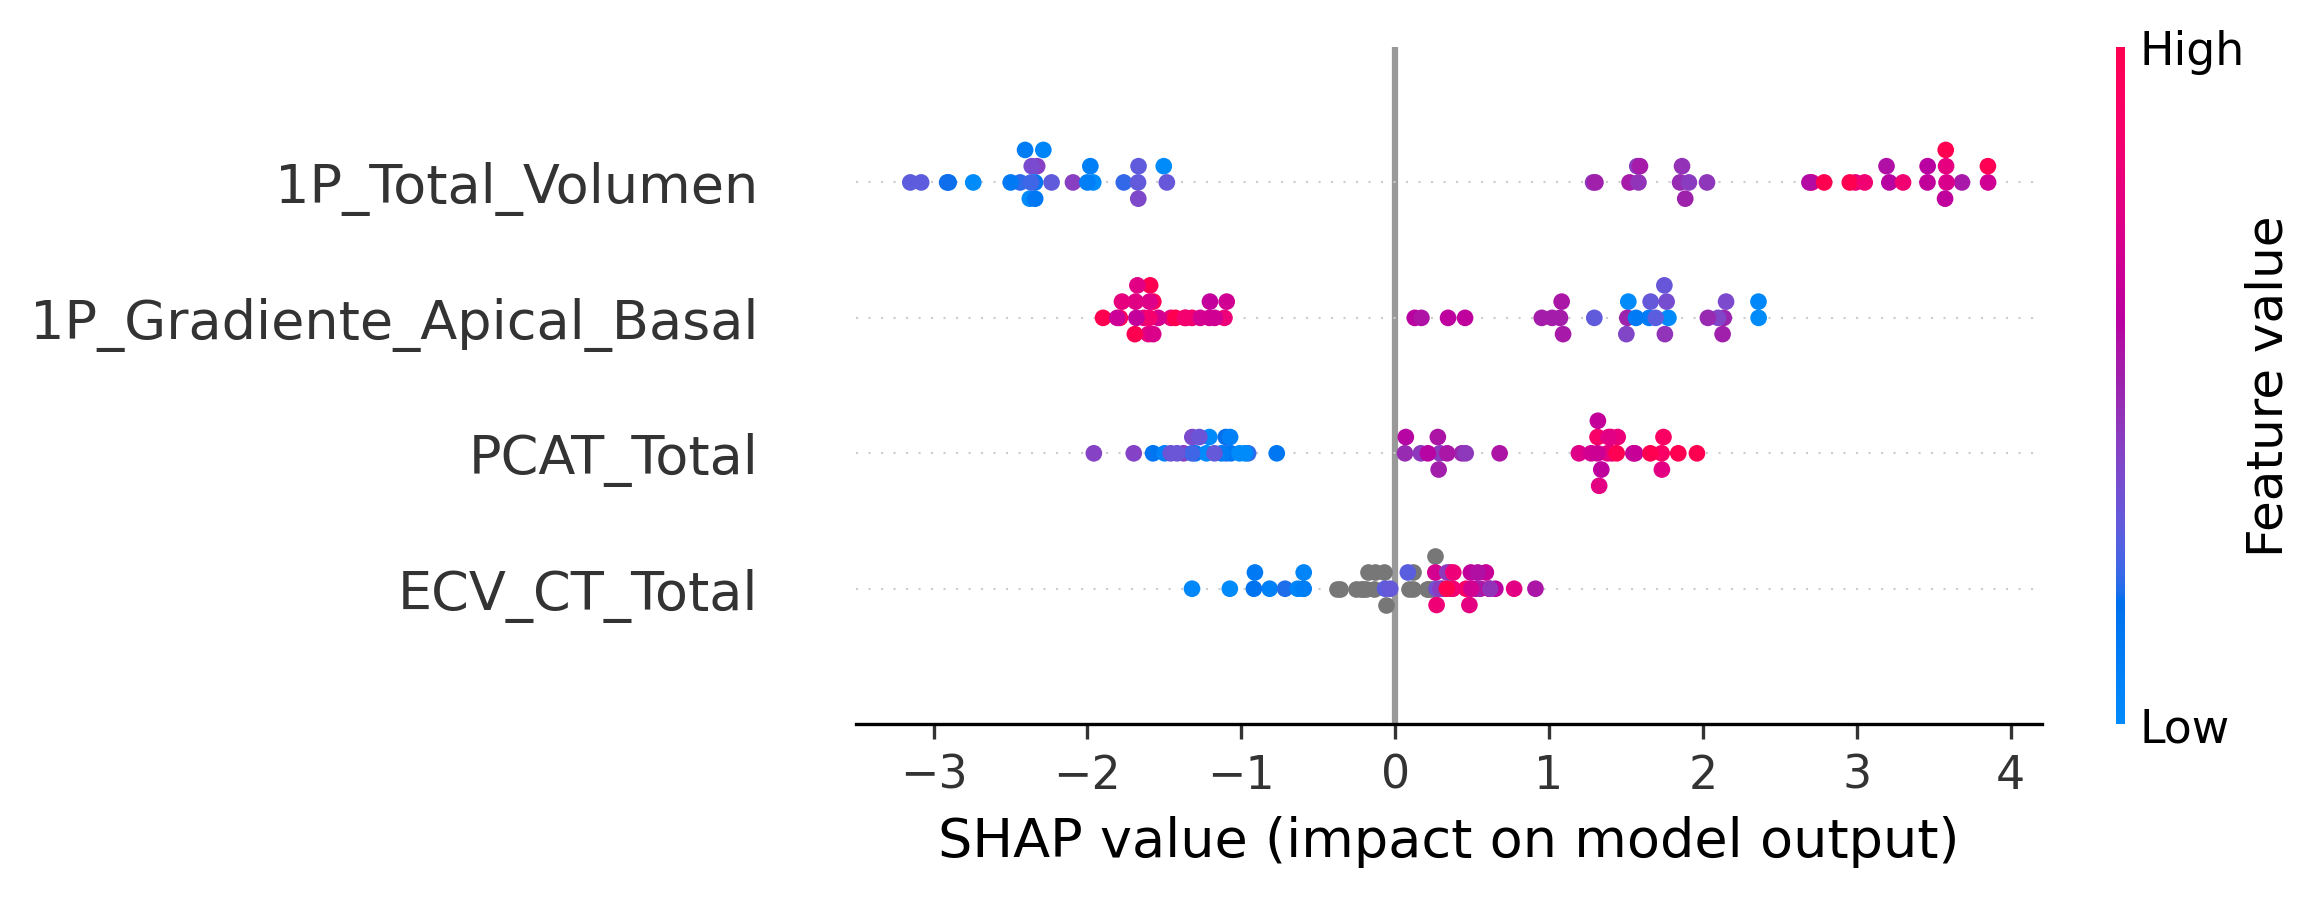 High
1P_Total_Volumen
1P_Gradiente_Apical_Basal
PCAT_Total
ECV_CT_Total
Feature value
Low
−3 −2 −1 0 1 2 3 4
SHAP value (impact on model output)